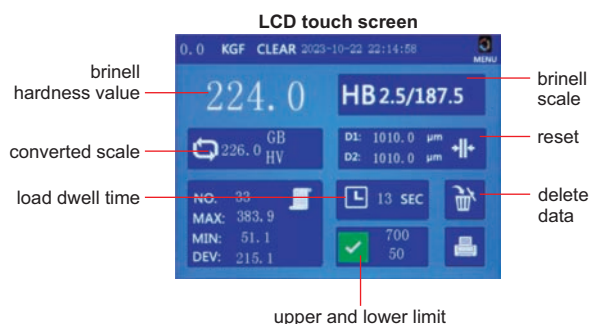 LCD touch screen
0.0 KGF CLEAR 2023-10-22 22:14:58
MENU
brinell
hardness value
224.0
HB 2.5/187.5
brinell
scale
converted scale
226.0
GB
HV
D1: 1010.0 μm
D2: 1010.0 μm
reset
load dwell time
NO. 33
MAX: 383.9
MIN: 51.1
DEV: 215.1
13 SEC
delete
data
700
50
upper and lower limit